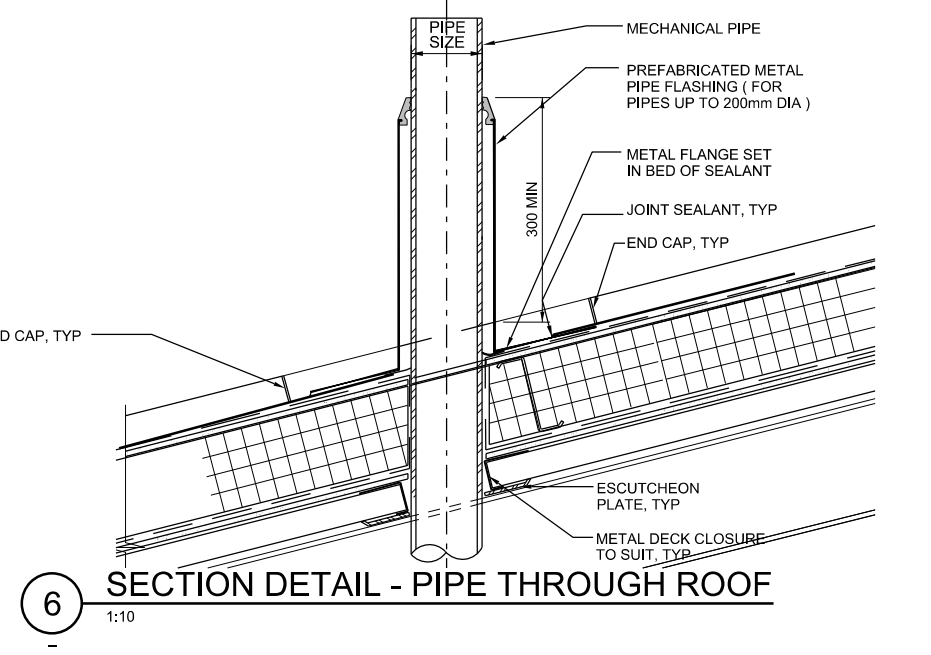 PIPE
SIZE
MECHANICAL PIPE
PREFABRICATED METAL
PIPE FLASHING ( FOR
PIPES UP TO 200mm DIA )
METAL FLANGE SET
IN BED OF SEALANT
300 MIN
JOINT SEALANT, TYP
END CAP, TYP
D CAP, TYP
ESCUTCHEON
PLATE, TYP
METAL DECK CLOSURE
TO SUIT, TYP
6
SECTION DETAIL - PIPE THROUGH ROOF
1:10